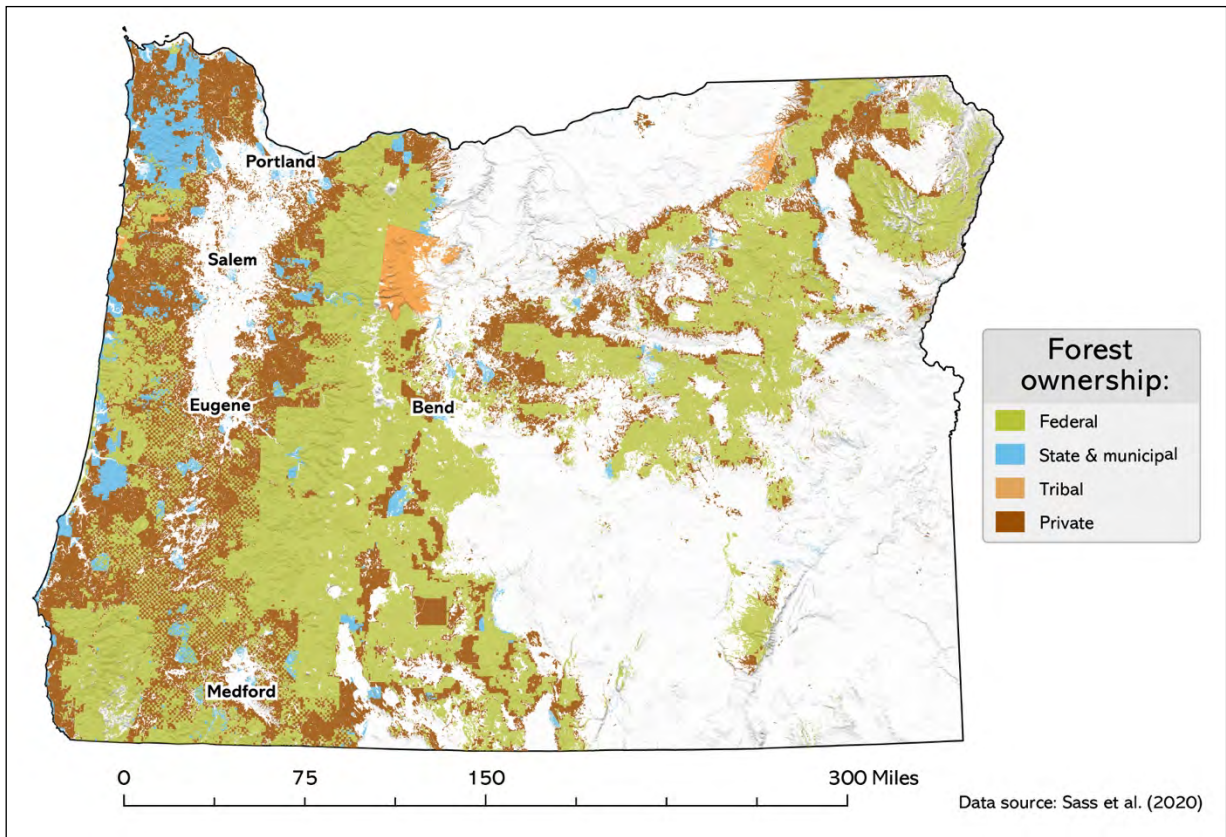 Portland
Salem
Eugene
Bend
Medford
Forest
ownership:
Federal
State & municipal
Tribal
Private
0 75 150 300 Miles
Data source: Sass et al. (2020)